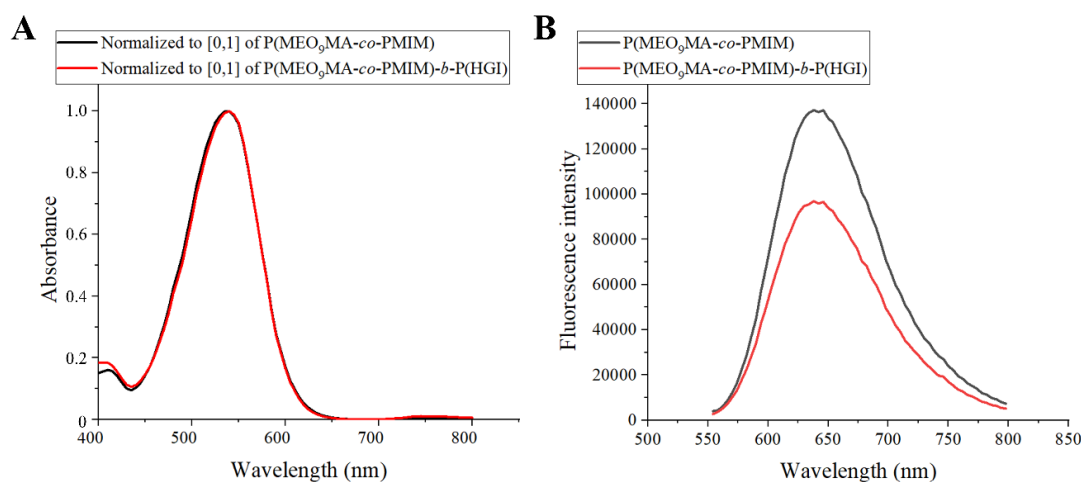 A
Normalized to [0,1] of P(MEO₉MA-co-PMIM)
Normalized to [0,1] of P(MEO₉MA-co-PMIM)-b-P(HGI)
1.0
0.8
0.6
0.4
0.2
0
Absorbance
400
500
600
700
800
Wavelength (nm)
B
P(MEO₉MA-co-PMIM)
P(MEO₉MA-co-PMIM)-b-P(HGI)
140000
120000
100000
80000
60000
40000
20000
0
Fluorescence intensity
500
550
600
650
700
750
800
850
Wavelength (nm)